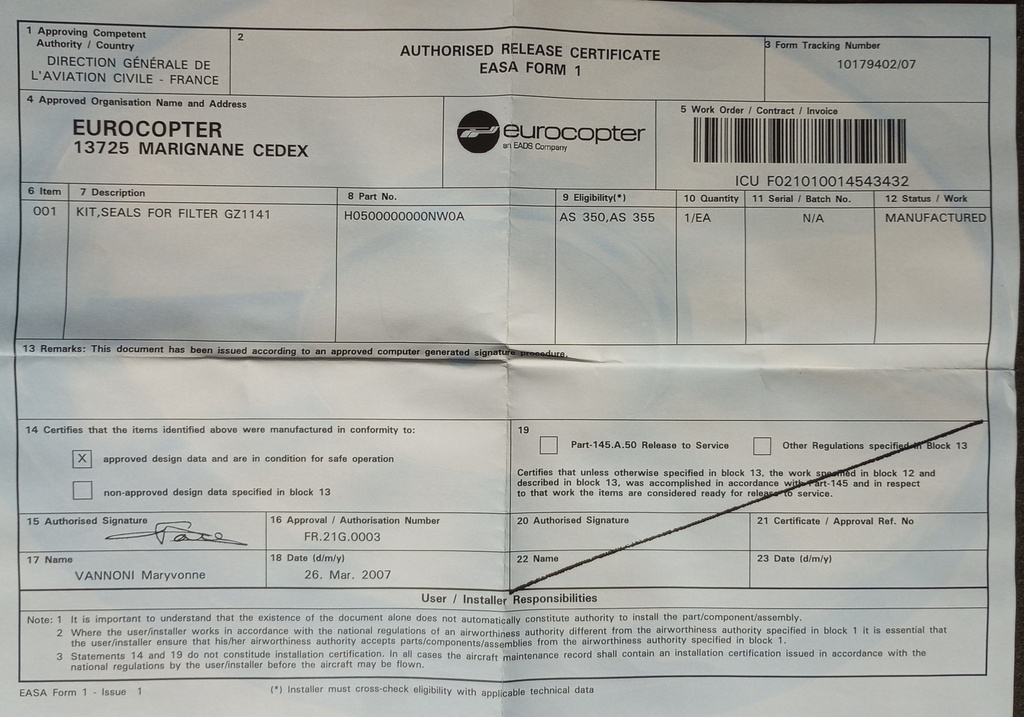 1 Approving Competent
Authority / Country
DIRECTION GÉNÉRALE DE
L'AVIATION CIVILE - FRANCE
2
AUTHORISED RELEASE CERTIFICATE
EASA FORM 1
3 Form Tracking Number
10179402/07
4 Approved Organisation Name and Address
EUROCOPTER
13725 MARIGNANE CEDEX
eurocopter
an EADS Company
5 Work Order / Contract / Invoice
ICU F021010014543432
6 Item 7 Description 8 Part No. 9 Eligibility(*) 10 Quantity 11 Serial / Batch No. 12 Status / Work
001 KIT,SEALS FOR FILTER GZ1141 H0500000000NW0A AS 350,AS 355 1/EA N/A MANUFACTURED
13 Remarks: This document has been issued according to an approved computer generated signature procedure.
14 Certifies that the items identified above were manufactured in conformity to:
X approved design data and are in condition for safe operation
non-approved design data specified in block 13
19
Part-145.A.50 Release to Service Other Regulations specified in Block 13
Certifies that unless otherwise specified in block 13, the work specified in block 12 and
described in block 13, was accomplished in accordance with Part-145 and in respect
to that work the items are considered ready for release to service.
15 Authorised Signature
16 Approval / Authorisation Number
FR.21G.0003
20 Authorised Signature
21 Certificate / Approval Ref. No
17 Name
VANNONI Maryvonne
18 Date (d/m/y)
26. Mar. 2007
22 Name
23 Date (d/m/y)
User / Installer Responsibilities
Note: 1 It is important to understand that the existence of the document alone does not automatically constitute authority to install the part/component/assembly.
2 Where the user/installer works in accordance with the national regulations of an airworthiness authority different from the airworthiness authority specified in block 1 it is essential that
the user/installer ensure that his/her airworthiness authority accepts parts/components/assemblies from the airworthiness authority specified in block 1.
3 Statements 14 and 19 do not constitute installation certification. In all cases the aircraft maintenance record shall contain an installation certification issued in accordance with the
national regulations by the user/installer before the aircraft may be flown.
EASA Form 1 - Issue 1
(*) Installer must cross-check eligibility with applicable technical data